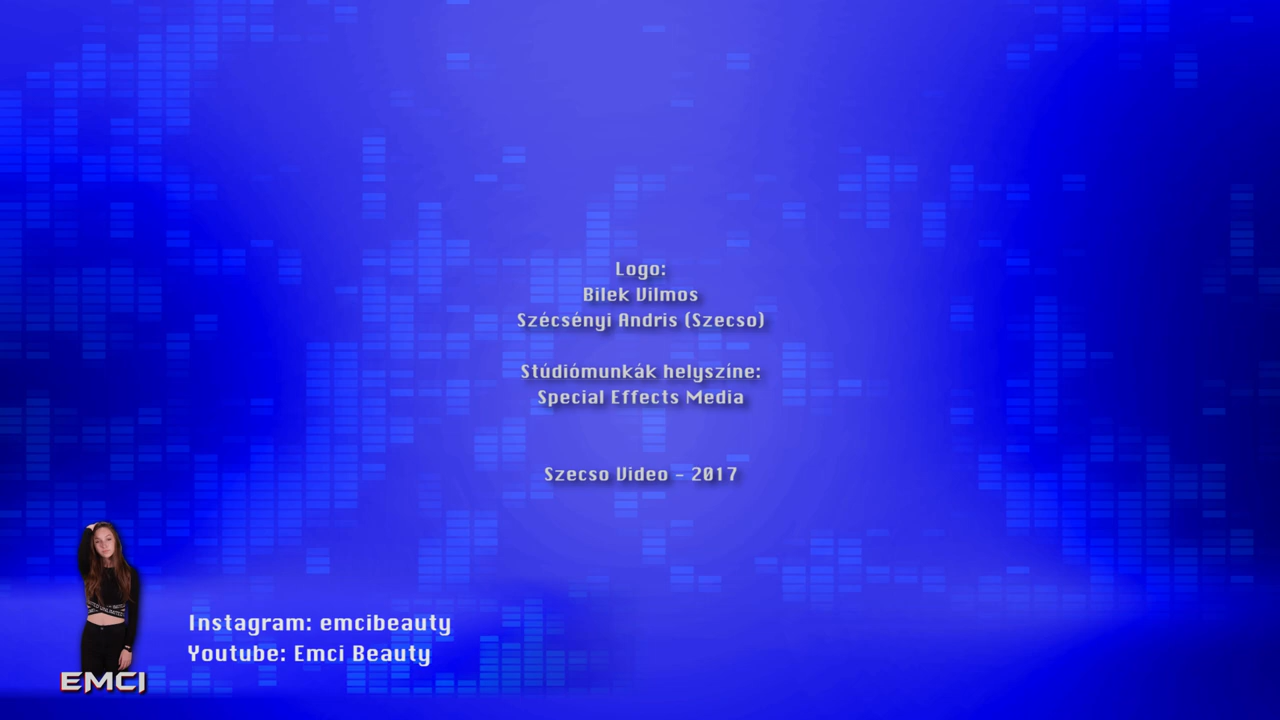 Logo:
Bilek Vilmos
Szécsényi Andris (Szecso)
Stúdiómunkák helyszíne:
Special Effects Media
Szecso Video - 2017
Instagram: emcibeauty
Youtube: Emci Beauty
EMCI